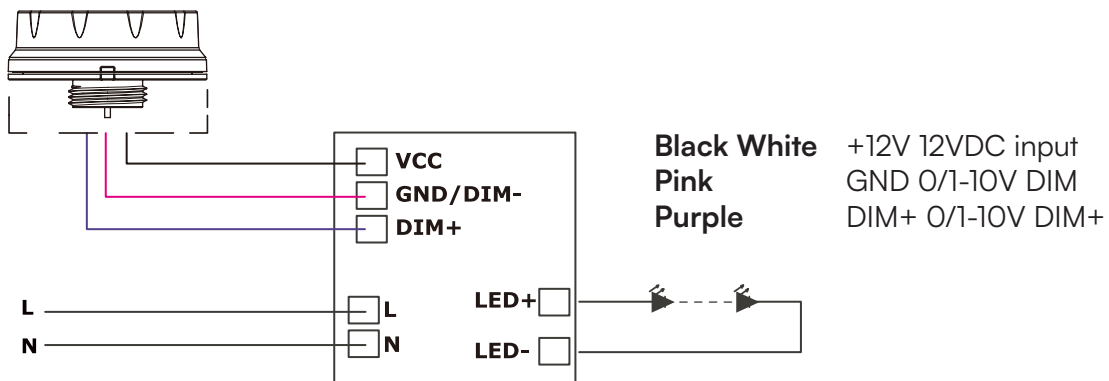 VCC
GND/DIM-
DIM+
Black White +12V 12VDC input
Pink GND 0/1-10V DIM
Purple DIM+ 0/1-10V DIM+
L
L
LED+
N
N
LED-